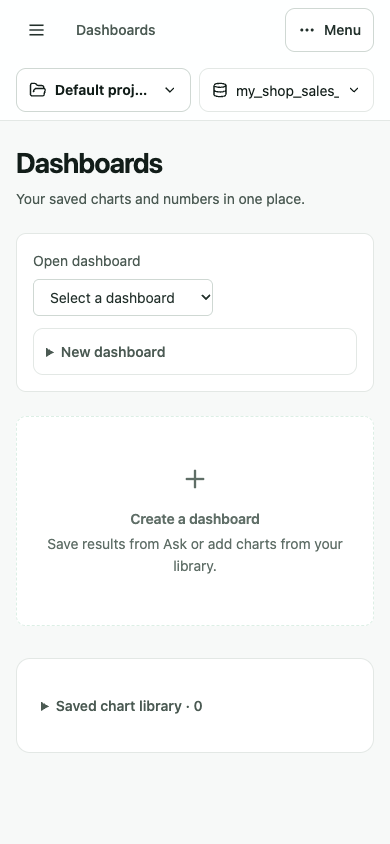 Dashboards
Menu
Default proj...
my_shop_sales_
Dashboards
Your saved charts and numbers in one place.
Open dashboard
Select a dashboard
New dashboard
Create a dashboard
Save results from Ask or add charts from your
library.
Saved chart library · 0